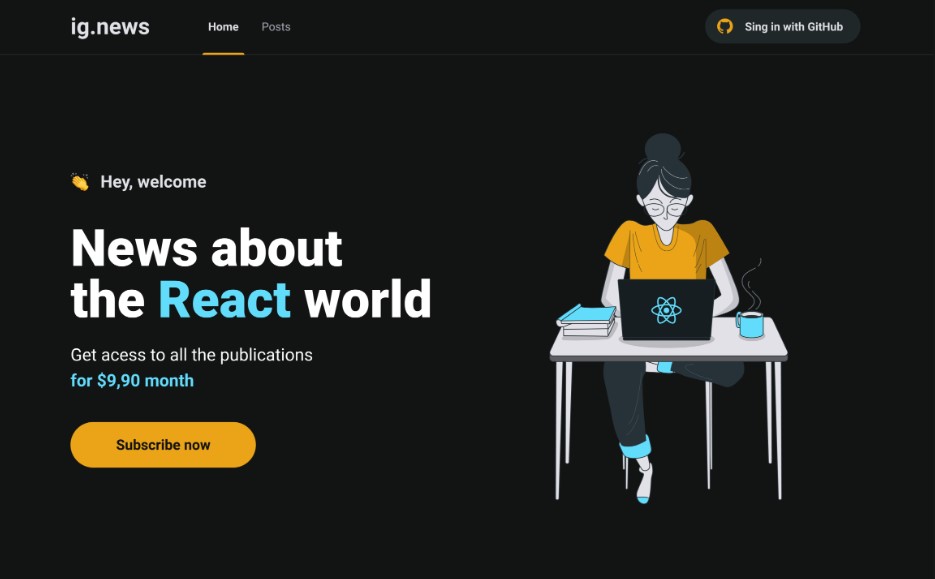 ig.news
Home
Posts
Sing in with GitHub
👏 Hey, welcome
News about
the React world
Get acess to all the publications
for $9,90 month
Subscribe now